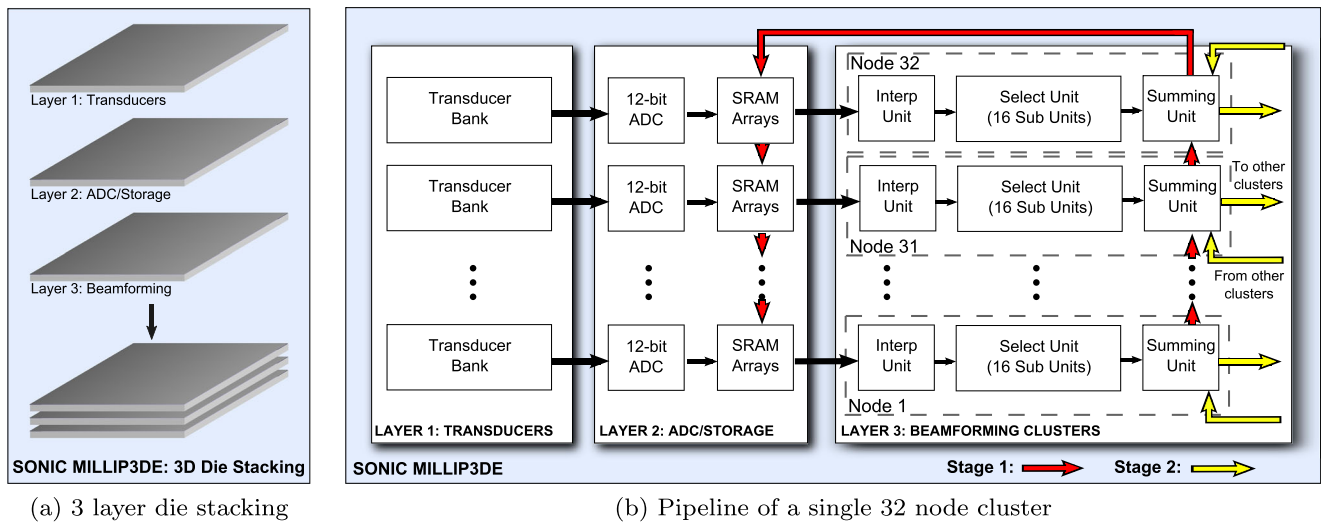 Layer 1: Transducers
Layer 2: ADC/Storage
Layer 3: Beamforming
SONIC MILLIP3DE: 3D Die Stacking
(a) 3 layer die stacking
Transducer
Bank
12-bit
ADC
SRAM
Arrays
Node 32
Interp
Unit
Select Unit
(16 Sub Units)
Summing
Unit
Transducer
Bank
12-bit
ADC
SRAM
Arrays
Interp
Unit
Select Unit
(16 Sub Units)
Summing
Unit
Node 31
To other
clusters
From other
clusters
Transducer
Bank
12-bit
ADC
SRAM
Arrays
Interp
Unit
Select Unit
(16 Sub Units)
Summing
Unit
Node 1
LAYER 1: TRANSDUCERS
LAYER 2: ADC/STORAGE
LAYER 3: BEAMFORMING CLUSTERS
SONIC MILLIP3DE
Stage 1:
Stage 2:
(b) Pipeline of a single 32 node cluster